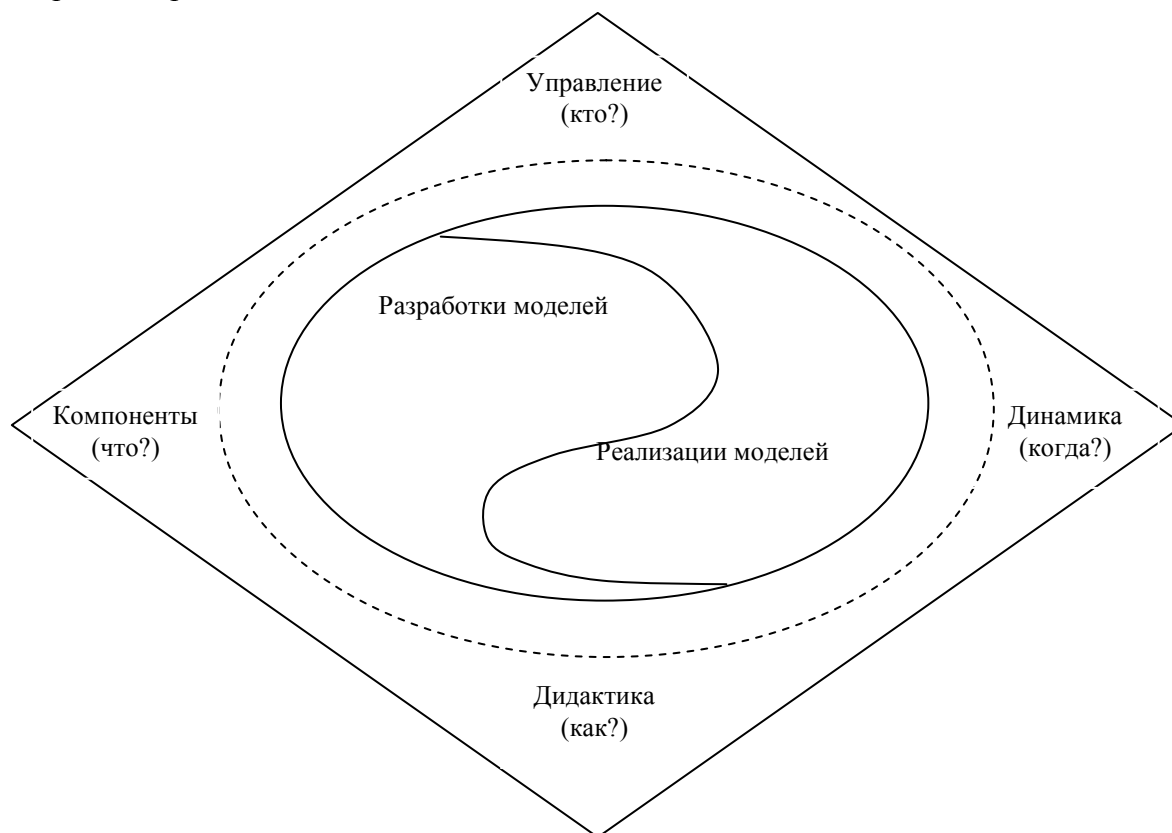 Управление
(кто?)
Разработки моделей
Компоненты
(что?)
Динамика
(когда?)
Реализации моделей
Дидактика
(как?)